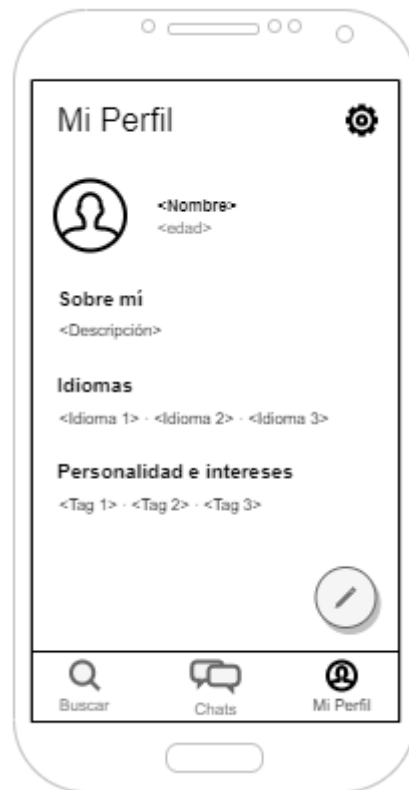 Mi Perfil
<Nombre>
<edad>
Sobre mí
<Descripción>
Idiomas
<Idioma 1> · <Idioma 2> · <Idioma 3>
Personalidad e intereses
<Tag 1> · <Tag 2> · <Tag 3>
Buscar
Chats
Mi Perfil